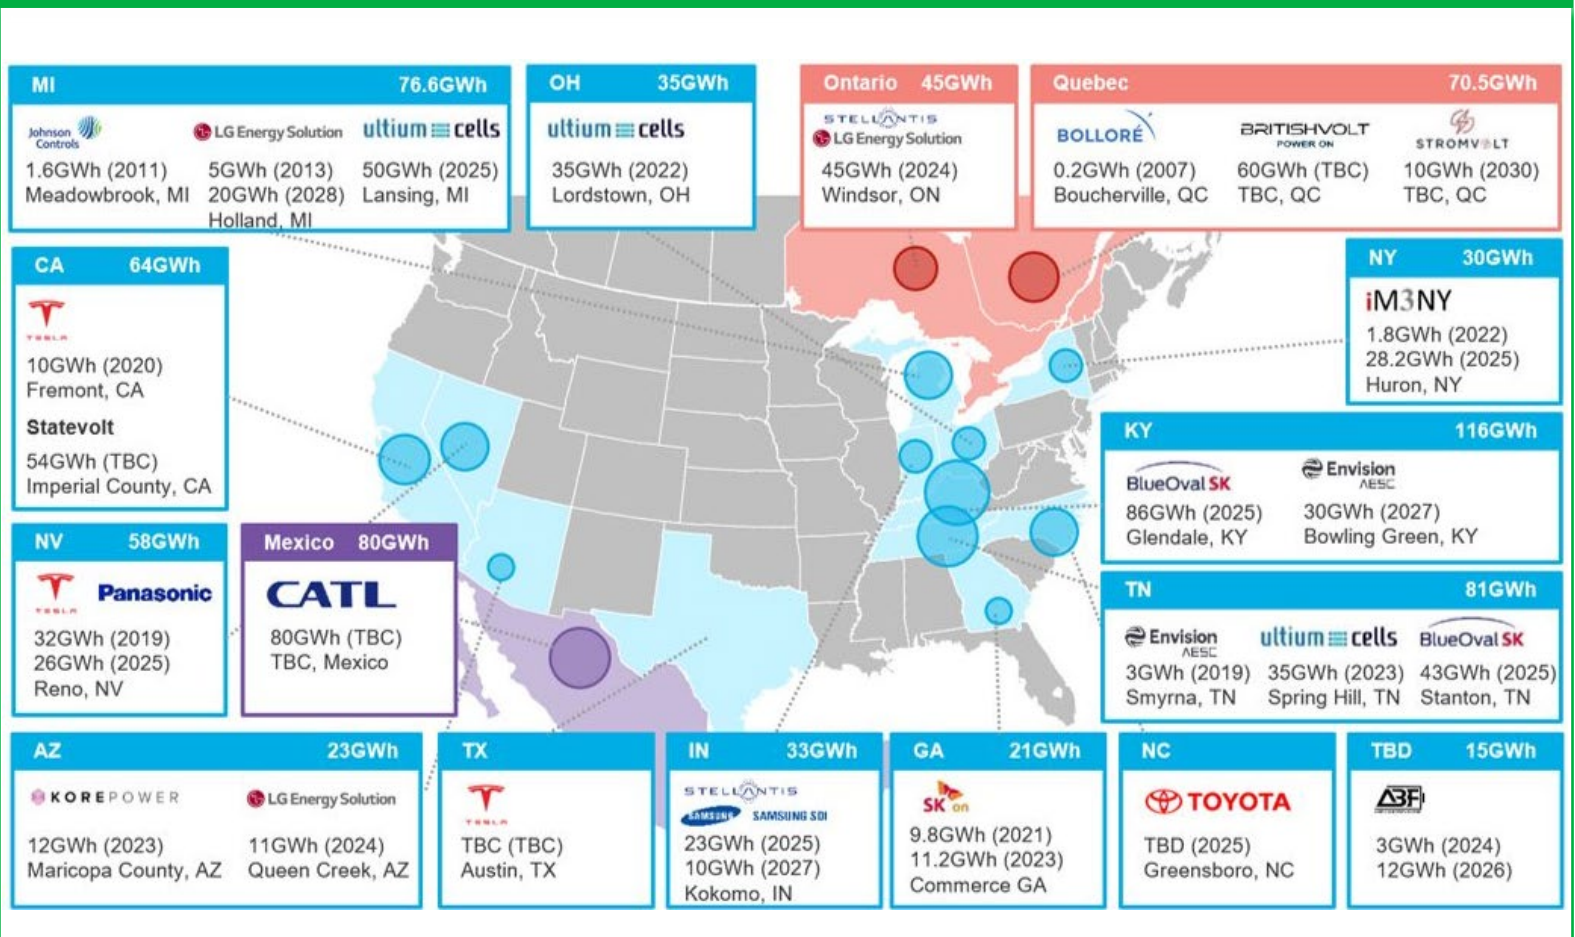 MI 76.6GWh
Johnson Controls
1.6GWh (2011)
Meadowbrook, MI
LG Energy Solution
5GWh (2013)
20GWh (2028)
Holland, MI
ultium cells
50GWh (2025)
Lansing, MI
OH 35GWh
ultium cells
35GWh (2022)
Lordstown, OH
Ontario 45GWh
STELLANTIS
LG Energy Solution
45GWh (2024)
Windsor, ON
Quebec 70.5GWh
BOLLORÉ
0.2GWh (2007)
Boucherville, QC
BRITISHVOLT
POWER ON
60GWh (TBC)
TBC, QC
STROMVOLT
10GWh (2030)
TBC, QC
CA 64GWh
TESLA
10GWh (2020)
Fremont, CA
Statevolt
54GWh (TBC)
Imperial County, CA
NY 30GWh
iM3NY
1.8GWh (2022)
28.2GWh (2025)
Huron, NY
KY 116GWh
BlueOval SK
86GWh (2025)
Glendale, KY
Envision
AESC
30GWh (2027)
Bowling Green, KY
NV 58GWh
TESLA
Panasonic
32GWh (2019)
26GWh (2025)
Reno, NV
Mexico 80GWh
CATL
80GWh (TBC)
TBC, Mexico
TN 81GWh
Envision
AESC
3GWh (2019)
Smyrna, TN
ultium cells
35GWh (2023)
Spring Hill, TN
BlueOval SK
43GWh (2025)
Stanton, TN
AZ 23GWh
KOREPOWER
12GWh (2023)
Maricopa County, AZ
LG Energy Solution
11GWh (2024)
Queen Creek, AZ
TX
TESLA
TBC (TBC)
Austin, TX
IN 33GWh
STELLANTIS
SAMSUNG SAMSUNG SDI
23GWh (2025)
10GWh (2027)
Kokomo, IN
GA 21GWh
SK on
9.8GWh (2021)
11.2GWh (2023)
Commerce GA
NC
TOYOTA
TBD (2025)
Greensboro, NC
TBD 15GWh
ABF
3GWh (2024)
12GWh (2026)